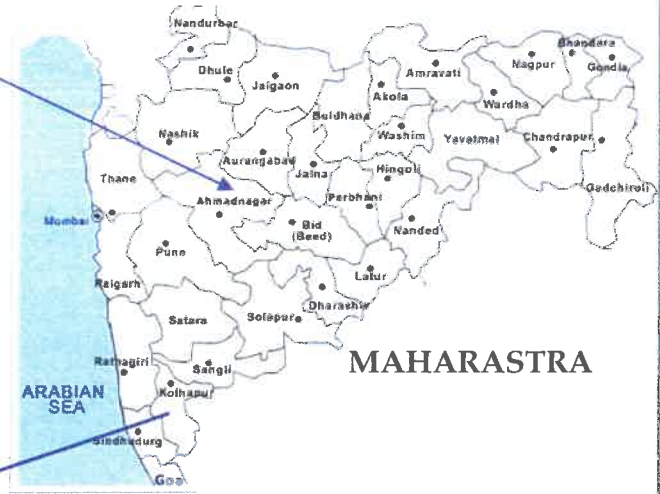 Nandurbar
Dhule
Jalgaon
Buldhana
Akola
Amravati
Nagpur
Bhandara
Gondia
Wardha
Washim
Yavatmal
Chandrapur
Gadchiroli
Nashik
Aurangabad
Jalna
Hingoli
Parbhani
Thane
Ahmadnagar
Mumbai
Bid
(Beed)
Nanded
Pune
Latur
Raigarh
Dharashiv
Satara
Solapur
MAHARASTRA
Ratnagiri
Sangli
Kolhapur
ARABIAN
SEA
Sindhudurg
Goa